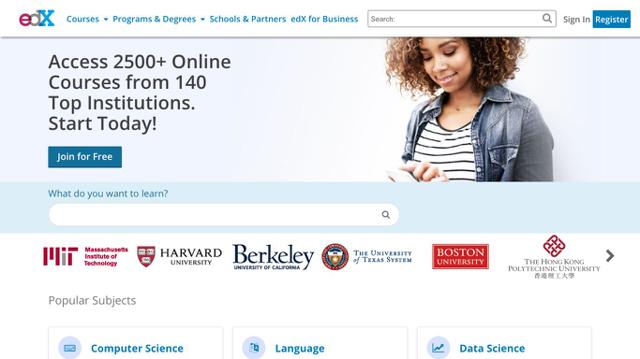 edX
Courses Programs & Degrees Schools & Partners edX for Business
Search:
Sign In Register
Access 2500+ Online
Courses from 140
Top Institutions.
Start Today!
Join for Free
What do you want to learn?
MIT Massachusetts Institute of Technology
HARVARD UNIVERSITY
Berkeley UNIVERSITY OF CALIFORNIA
THE UNIVERSITY OF TEXAS SYSTEM
BOSTON UNIVERSITY
THE HONG KONG POLYTECHNIC UNIVERSITY
香港理工大學
Popular Subjects
Computer Science
Language
Data Science